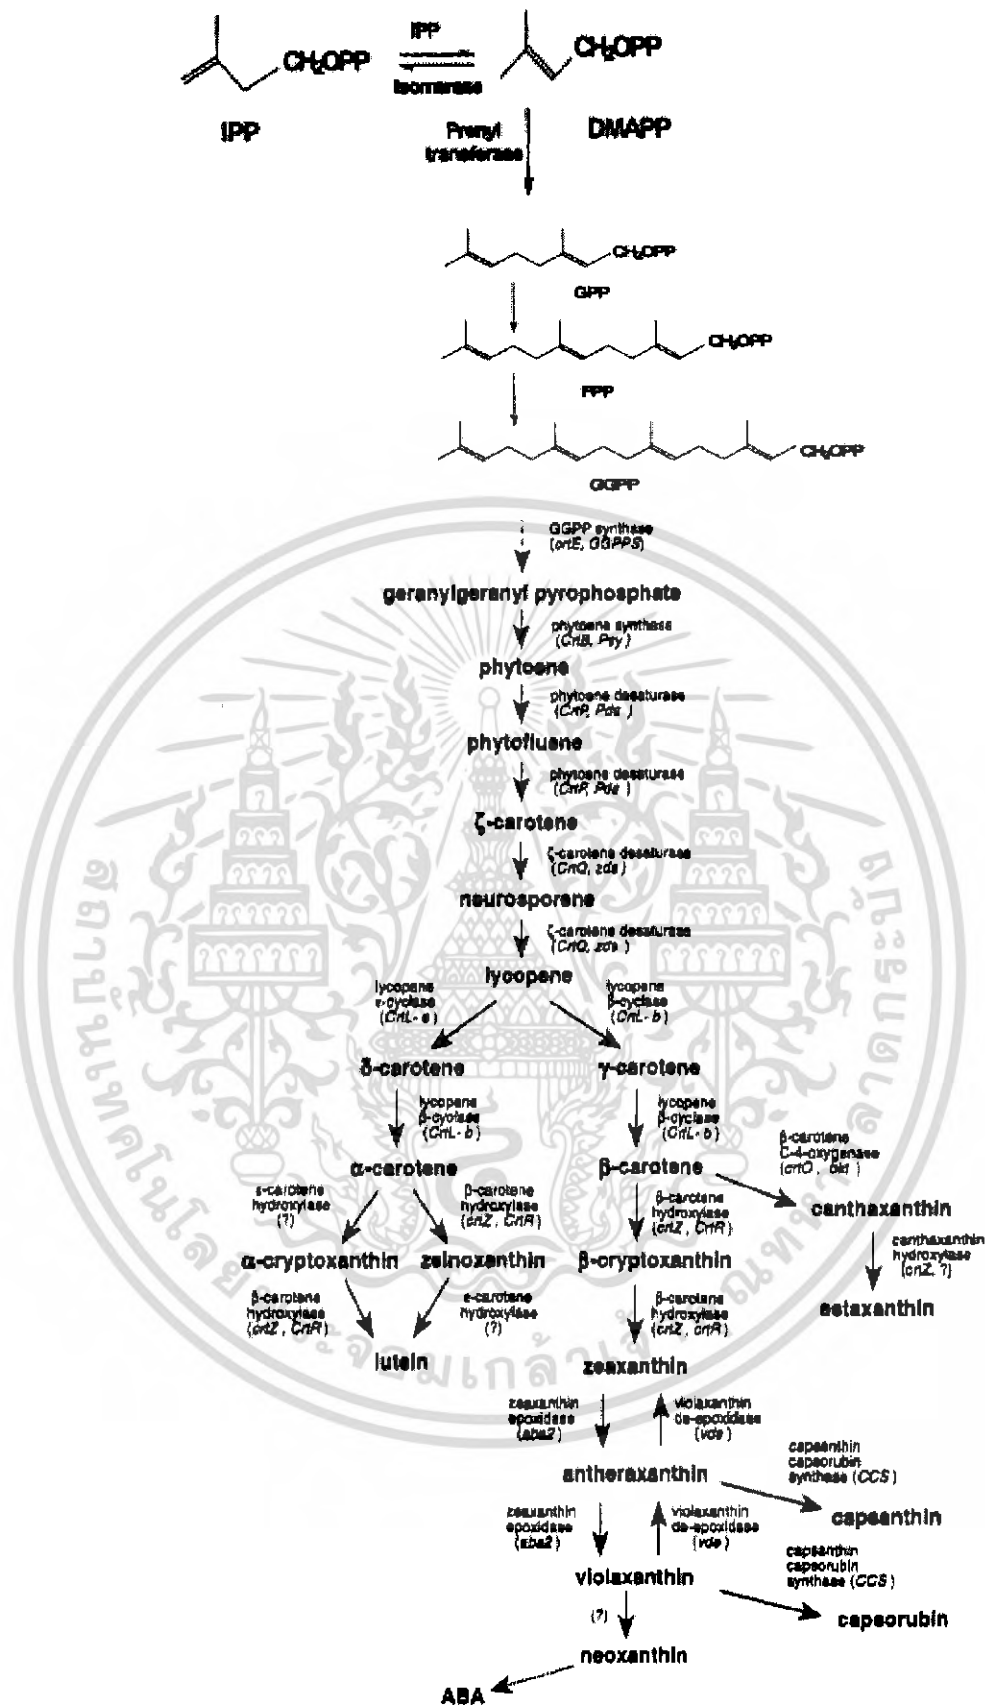 IPP
CH₂OPP
CH₂OPP
Isomerase
IPP
DMAPP
Prenyl
transferase
CH₂OPP
GPP
CH₂OPP
FPP
CH₂OPP
GGPP
GGPP synthase
(crtE, GGPPS)
geranylgeranyl pyrophosphate
phytoene synthase
(CrtB, Psy)
phytoene
phytoene desaturase
(CrtP, Pds)
phytofluene
phytoene desaturase
(CrtP, Pds)
ζ-carotene
ζ-carotene desaturase
(CrtQ, zds)
neurosporene
ζ-carotene desaturase
(CrtQ, zds)
lycopene
lycopene
ε-cyclase
(CrtL-e)
lycopene
β-cyclase
(CrtL-b)
δ-carotene
γ-carotene
lycopene
β-cyclase
(CrtL-b)
lycopene
β-cyclase
(CrtL-b)
α-carotene
β-carotene
β-carotene
C-4-oxygenase
(crtO, bkt)
canthaxanthin
ε-carotene
hydroxylase
(?)
β-carotene
hydroxylase
(crtZ, CrtR)
β-carotene
hydroxylase
(crtZ, CrtR)
canthaxanthin
hydroxylase
(crtZ, ?)
α-cryptoxanthin
zeinoxanthin
β-cryptoxanthin
astaxanthin
β-carotene
hydroxylase
(crtZ, CrtR)
ε-carotene
hydroxylase
(?)
β-carotene
hydroxylase
(crtZ, crtR)
lutein
zeaxanthin
zeaxanthin
epoxidase
(aba2)
violaxanthin
de-epoxidase
(vde)
antheraxanthin
capsanthin
capsorubin
synthase (CCS)
capsanthin
zeaxanthin
epoxidase
(aba2)
violaxanthin
de-epoxidase
(vde)
violaxanthin
capsanthin
capsorubin
synthase (CCS)
capsorubin
(?)
neoxanthin
ABA